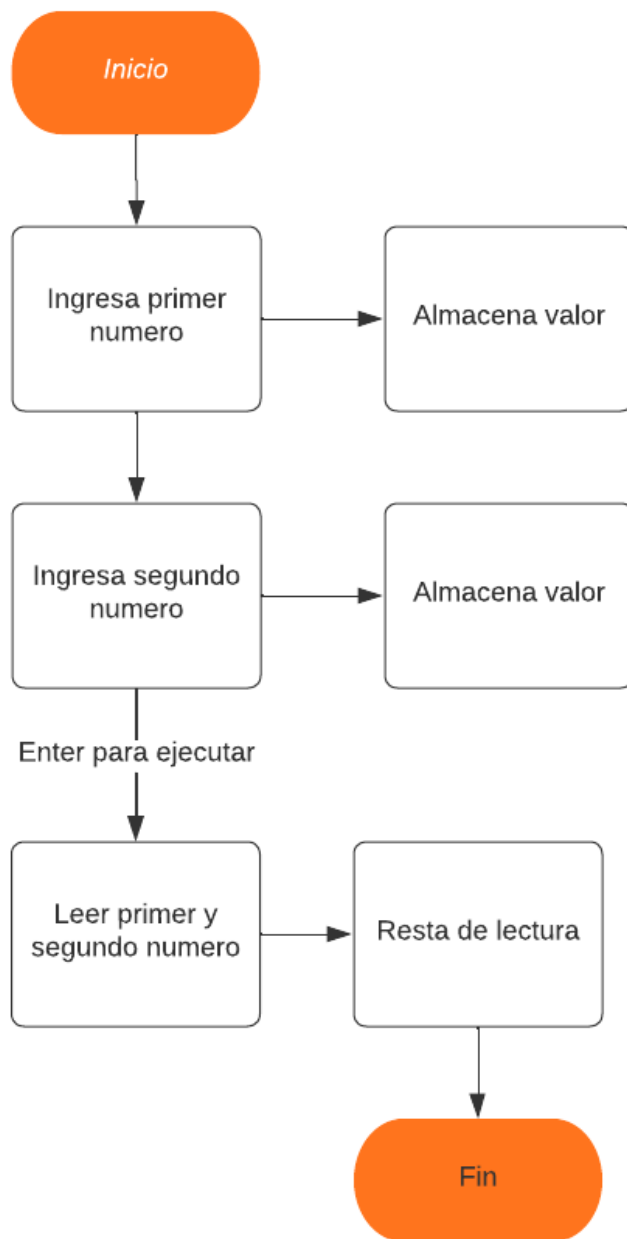 Inicio
Ingresa primer
numero
Almacena valor
Ingresa segundo
numero
Almacena valor
Enter para ejecutar
Leer primer y
segundo numero
Resta de lectura
Fin